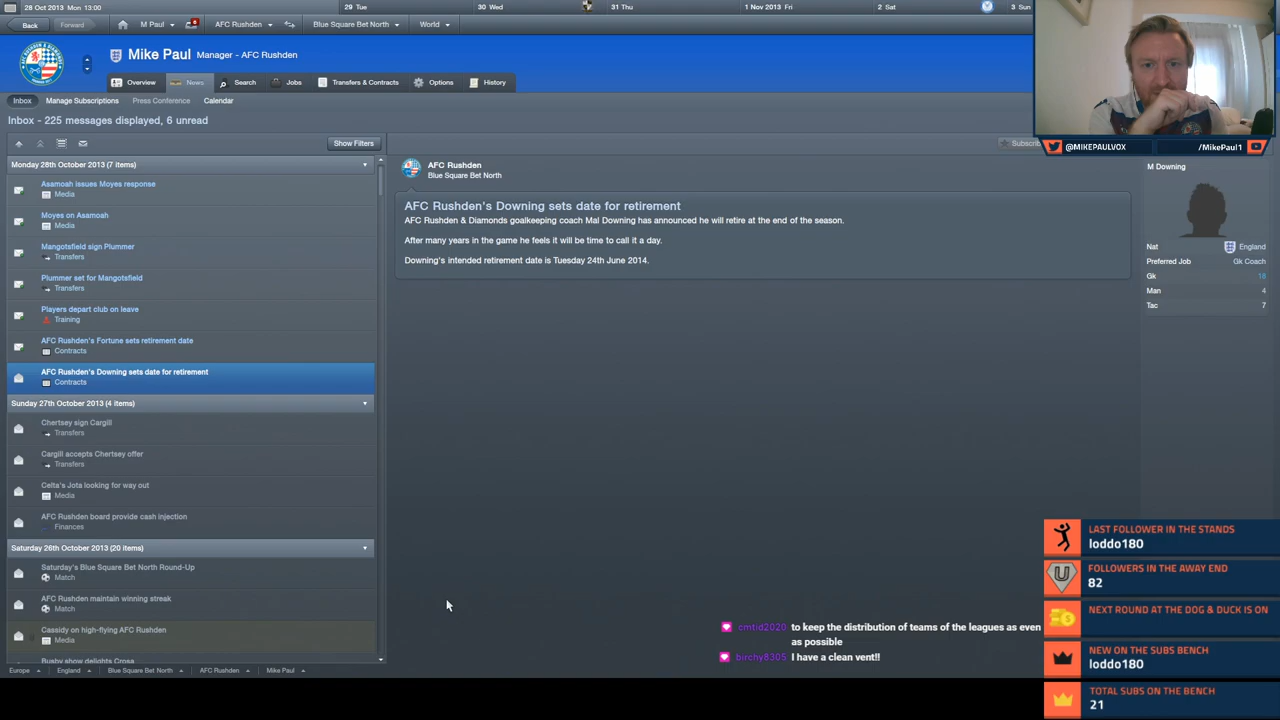 28 Oct 2013 Mon 13:00
29 Tue
30 Wed
31 Thu
1 Nov 2013 Fri
2 Sat
3 Sun
Back
Forward
M Paul
AFC Rushden
Blue Square Bet North
World
Mike Paul
Manager - AFC Rushden
Overview
News
Search
Jobs
Transfers & Contracts
Options
History
Inbox
Manage Subscriptions
Press Conference
Calendar
Inbox - 225 messages displayed, 6 unread
Show Filters
Monday 28th October 2013 (7 items)
Asamoah issues Moyes response
Media
Moyes on Asamoah
Media
Mangotsfield sign Plummer
Transfers
Plummer set for Mangotsfield
Transfers
Players depart club on leave
Training
AFC Rushden's Fortune sets retirement date
Contracts
AFC Rushden's Downing sets date for retirement
Contracts
Sunday 27th October 2013 (4 items)
Chertsey sign Cargill
Transfers
Cargill accepts Chertsey offer
Transfers
Celta's Jota looking for way out
Media
AFC Rushden board provide cash injection
Finances
Saturday 26th October 2013 (20 items)
Saturday's Blue Square Bet North Round-Up
Match
AFC Rushden maintain winning streak
Match
Cassidy on high-flying AFC Rushden
Media
Busby show delights Cross
Europe
England
Blue Square Bet North
AFC Rushden
Mike Paul
AFC Rushden
Blue Square Bet North
AFC Rushden's Downing sets date for retirement
AFC Rushden & Diamonds goalkeeping coach Mal Downing has announced he will retire at the end of the season.
After many years in the game he feels it will be time to call it a day.
Downing's intended retirement date is Tuesday 24th June 2014.
@MIKEPAULVOX
/MikePaul1
M Downing
Nat
England
Preferred Job
Gk Coach
Gk
18
Man
4
Tac
7
cmtid2020 to keep the distribution of teams of the leagues as even
as possible
birchy8305 I have a clean vent!!
LAST FOLLOWER IN THE STANDS
loddo180
FOLLOWERS IN THE AWAY END
82
NEXT ROUND AT THE DOG & DUCK IS ON
NEW ON THE SUBS BENCH
loddo180
TOTAL SUBS ON THE BENCH
21